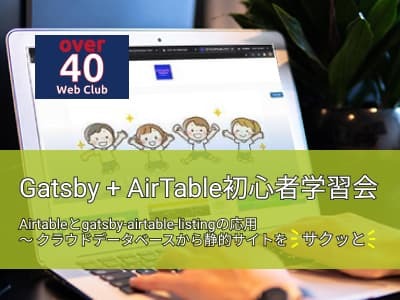 over
40
Web Club
Gatsby + AirTable初心者学習会
Airtableとgatsby-airtable-listingの応用
〜 クラウドデータベースから静的サイトを サクッと